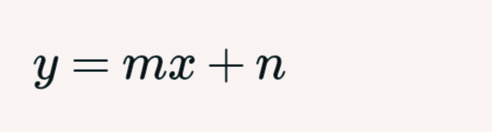 y = mx + n